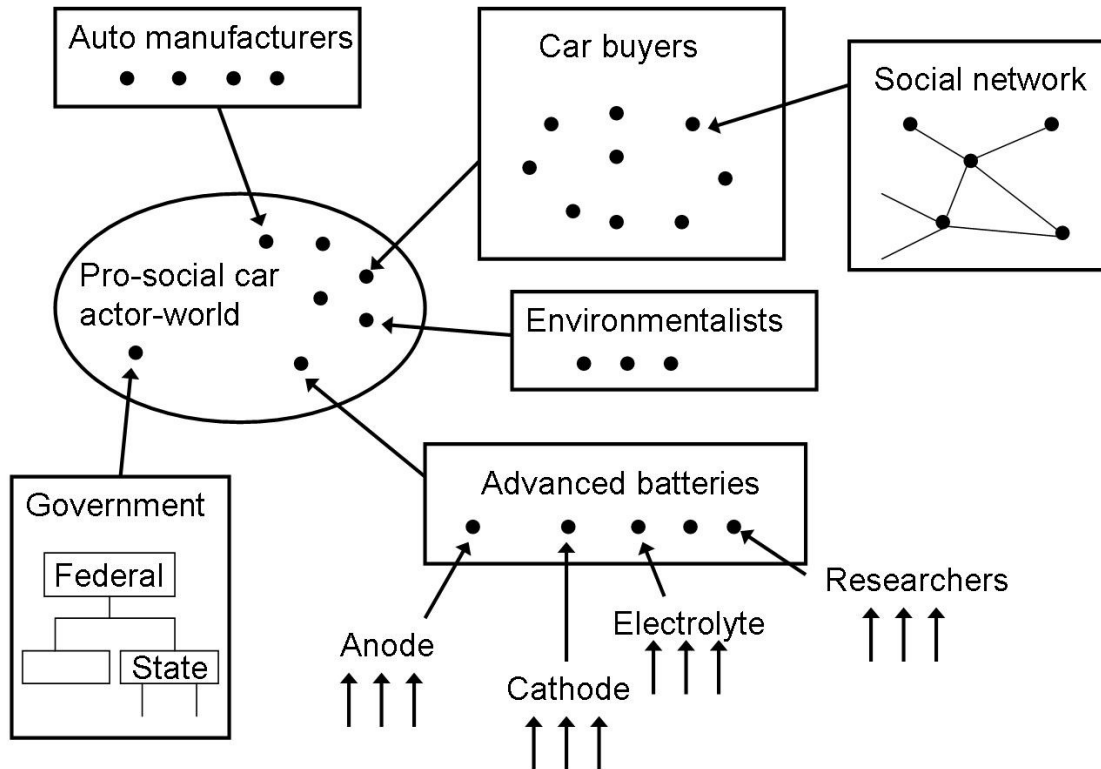 Auto manufacturers
Car buyers
Social network
Pro-social car
actor-world
Environmentalists
Government
Federal
State
Advanced batteries
Researchers
Electrolyte
Anode
Cathode